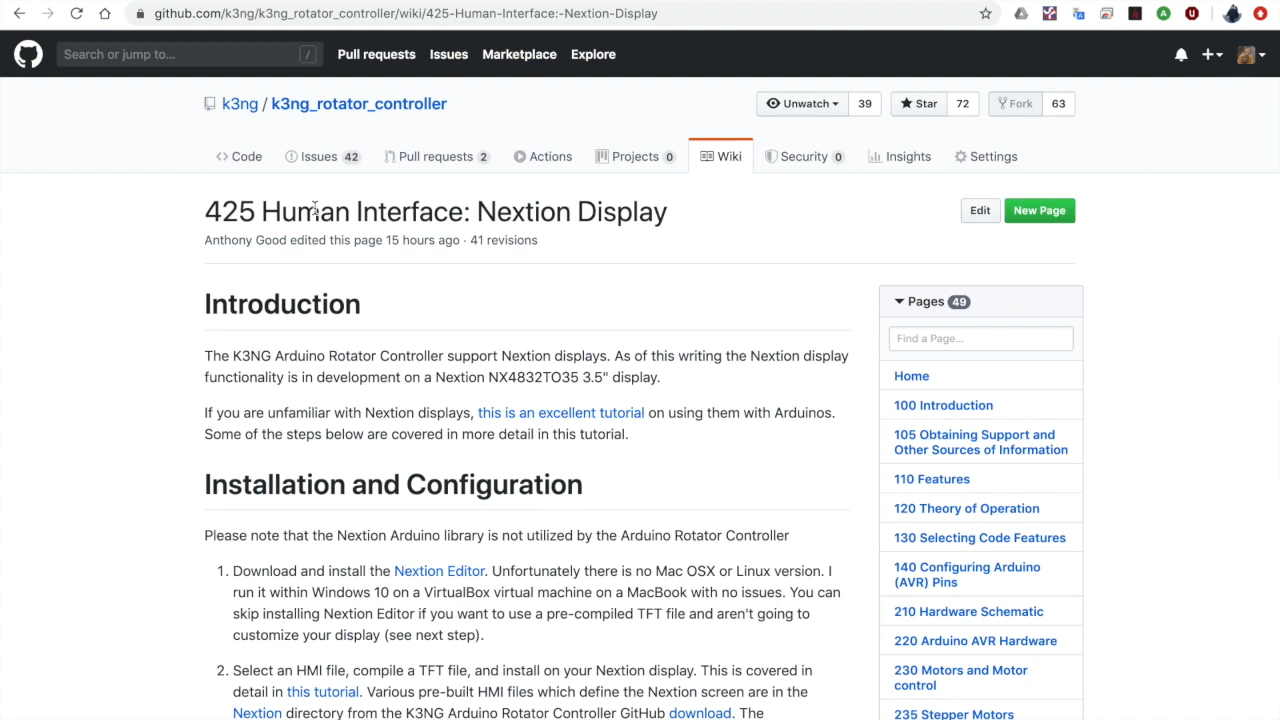 github.com/k3ng/k3ng_rotator_controller/wiki/425-Human-Interface:-Nextion-Display
Search or jump to... /
Pull requests Issues Marketplace Explore
k3ng / k3ng_rotator_controller
Unwatch 39 Star 72 Fork 63
Code Issues 42 Pull requests 2 Actions Projects 0 Wiki Security 0 Insights Settings
425 Human Interface: Nextion Display
Edit New Page
Anthony Good edited this page 15 hours ago · 41 revisions
Introduction
The K3NG Arduino Rotator Controller support Nextion displays. As of this writing the Nextion display
functionality is in development on a Nextion NX4832TO35 3.5" display.
If you are unfamiliar with Nextion displays, this is an excellent tutorial on using them with Arduinos.
Some of the steps below are covered in more detail in this tutorial.
Installation and Configuration
Please note that the Nextion Arduino library is not utilized by the Arduino Rotator Controller
1. Download and install the Nextion Editor. Unfortunately there is no Mac OSX or Linux version. I
run it within Windows 10 on a VirtualBox virtual machine on a MacBook with no issues. You can
skip installing Nextion Editor if you want to use a pre-compiled TFT file and aren't going to
customize your display (see next step).
2. Select an HMI file, compile a TFT file, and install on your Nextion display. This is covered in
detail in this tutorial. Various pre-built HMI files which define the Nextion screen are in the
Nextion directory from the K3NG Arduino Rotator Controller GitHub download. The
Pages 49
Find a Page...
Home
100 Introduction
105 Obtaining Support and
Other Sources of Information
110 Features
120 Theory of Operation
130 Selecting Code Features
140 Configuring Arduino
(AVR) Pins
210 Hardware Schematic
220 Arduino AVR Hardware
230 Motors and Motor
control
235 Stepper Motors